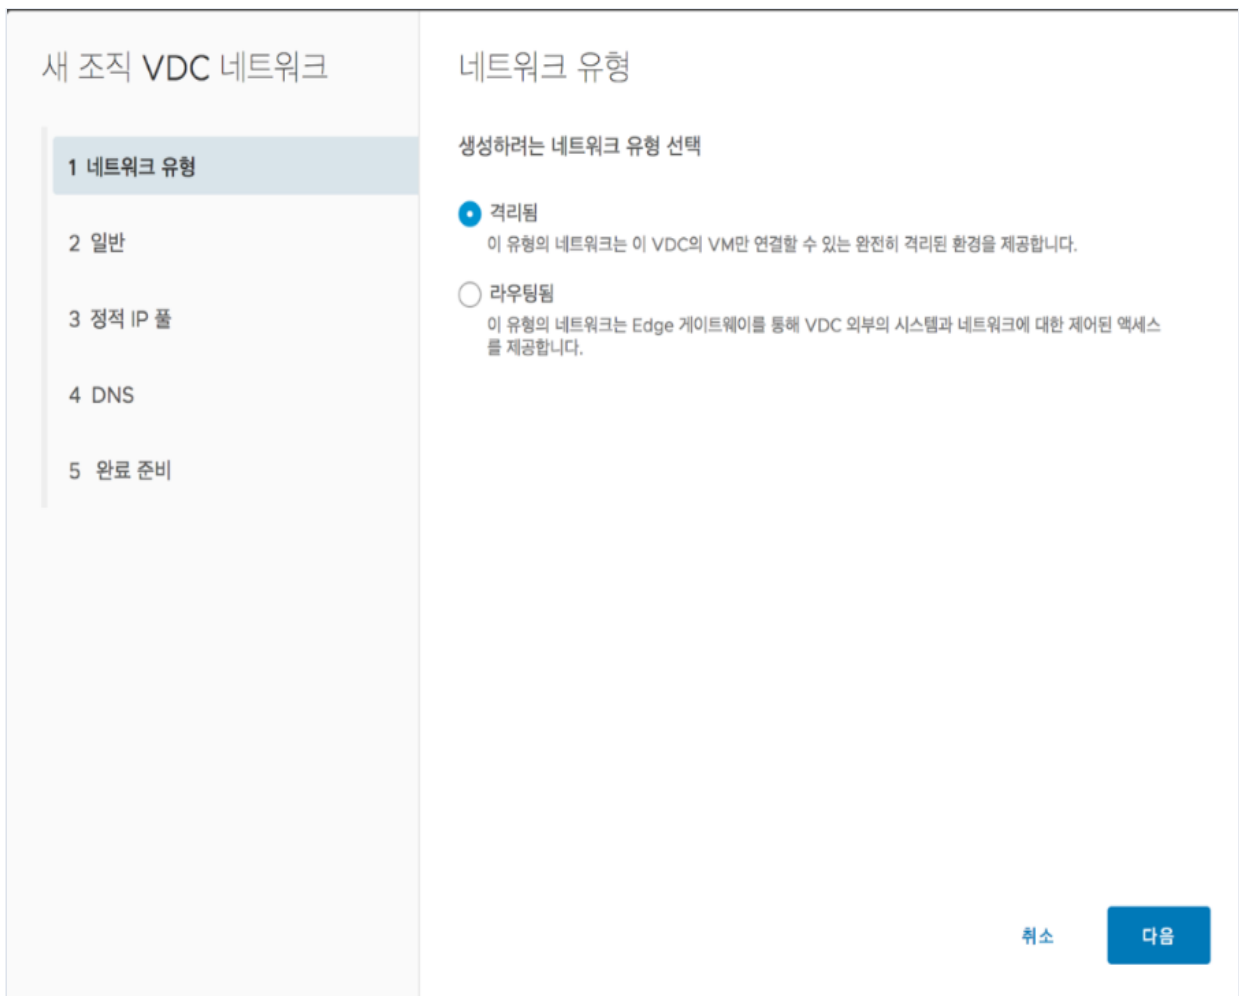 새 조직 VDC 네트워크
1 네트워크 유형
2 일반
3 정적 IP 풀
4 DNS
5 완료 준비
네트워크 유형
생성하려는 네트워크 유형 선택
격리됨
이 유형의 네트워크는 이 VDC의 VM만 연결할 수 있는 완전히 격리된 환경을 제공합니다.
라우팅됨
이 유형의 네트워크는 Edge 게이트웨이를 통해 VDC 외부의 시스템과 네트워크에 대한 제어된 액세스
를 제공합니다.
취소
다음